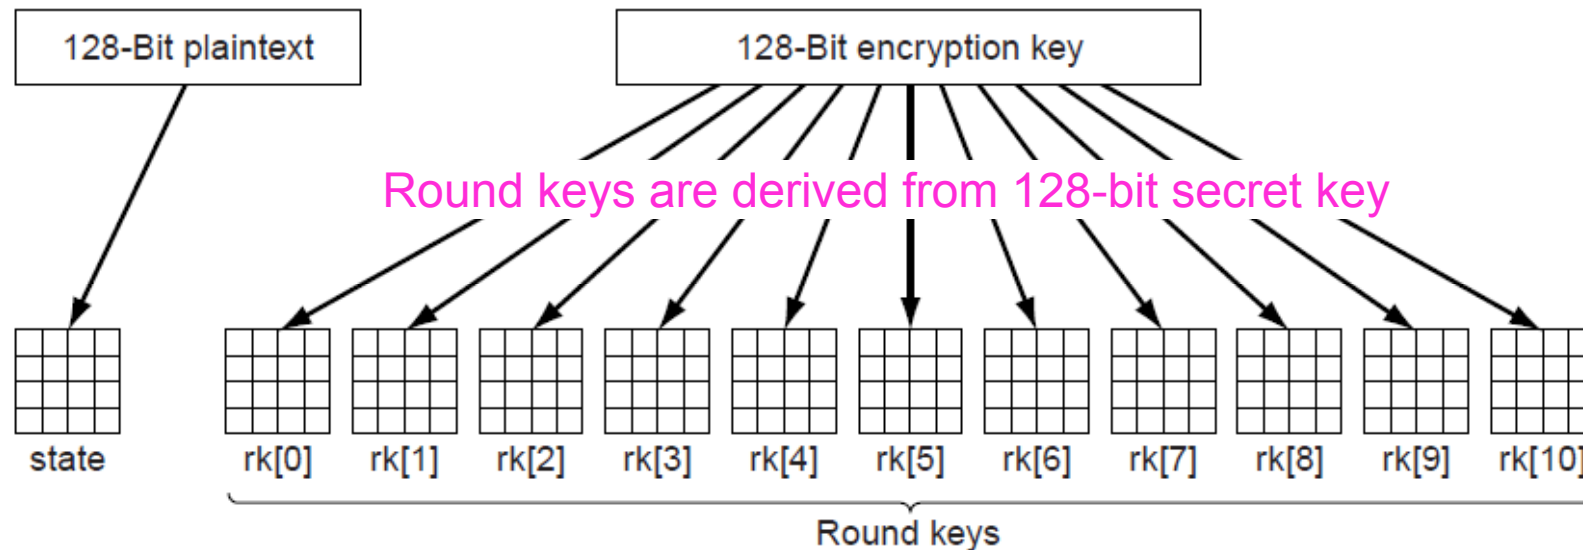 128-Bit plaintext
128-Bit encryption key
Round keys are derived from 128-bit secret key
state
rk[0]
rk[1]
rk[2]
rk[3]
rk[4]
rk[5]
rk[6]
rk[7]
rk[8]
rk[9]
rk[10]
Round keys